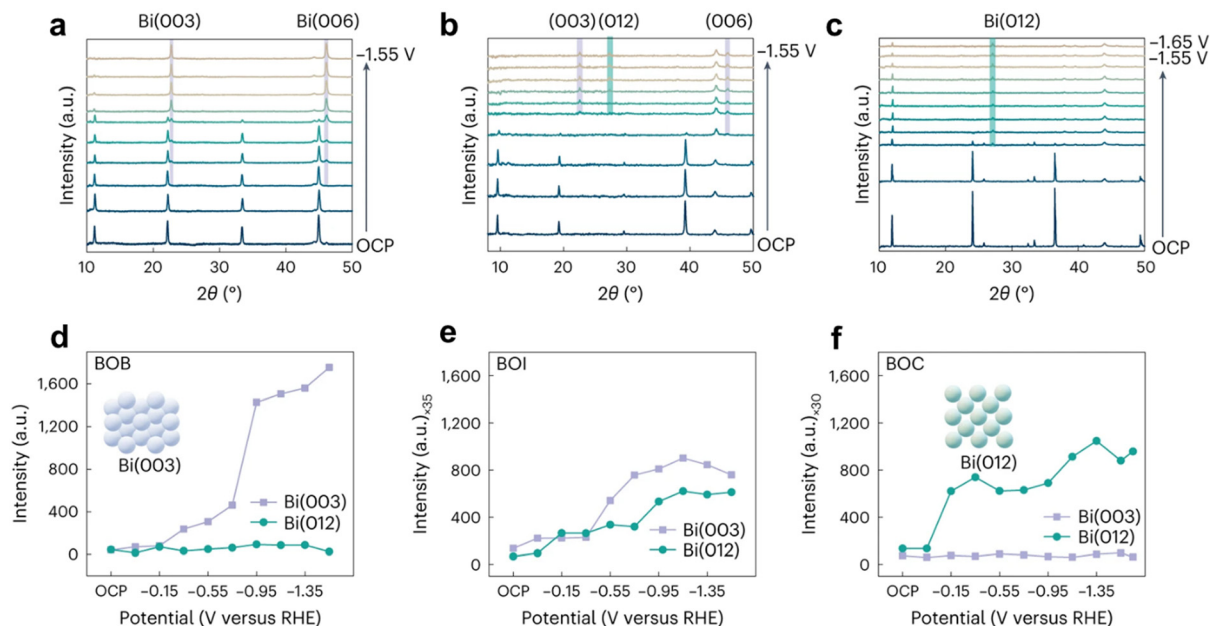 a
Bi(003)
Bi(006)
−1.55 V
OCP
Intensity (a.u.)
10 20 30 40 50
2θ (°)
b
(003) (012)
(006)
−1.55 V
OCP
Intensity (a.u.)
10 20 30 40 50
2θ (°)
c
Bi(012)
−1.65 V
−1.55 V
OCP
Intensity (a.u.)
10 20 30 40 50
2θ (°)
d
BOB
1,600
1,200
800
400
0
Intensity (a.u.)
Bi(003)
Bi(003)
Bi(012)
OCP −0.15 −0.55 −0.95 −1.35
Potential (V versus RHE)
e
BOI
1,600
1,200
800
400
0
Intensity (a.u.)×35
Bi(003)
Bi(012)
OCP −0.15 −0.55 −0.95 −1.35
Potential (V versus RHE)
f
BOC
1,600
1,200
800
400
0
Intensity (a.u.)×30
Bi(012)
Bi(003)
Bi(012)
OCP −0.15 −0.55 −0.95 −1.35
Potential (V versus RHE)